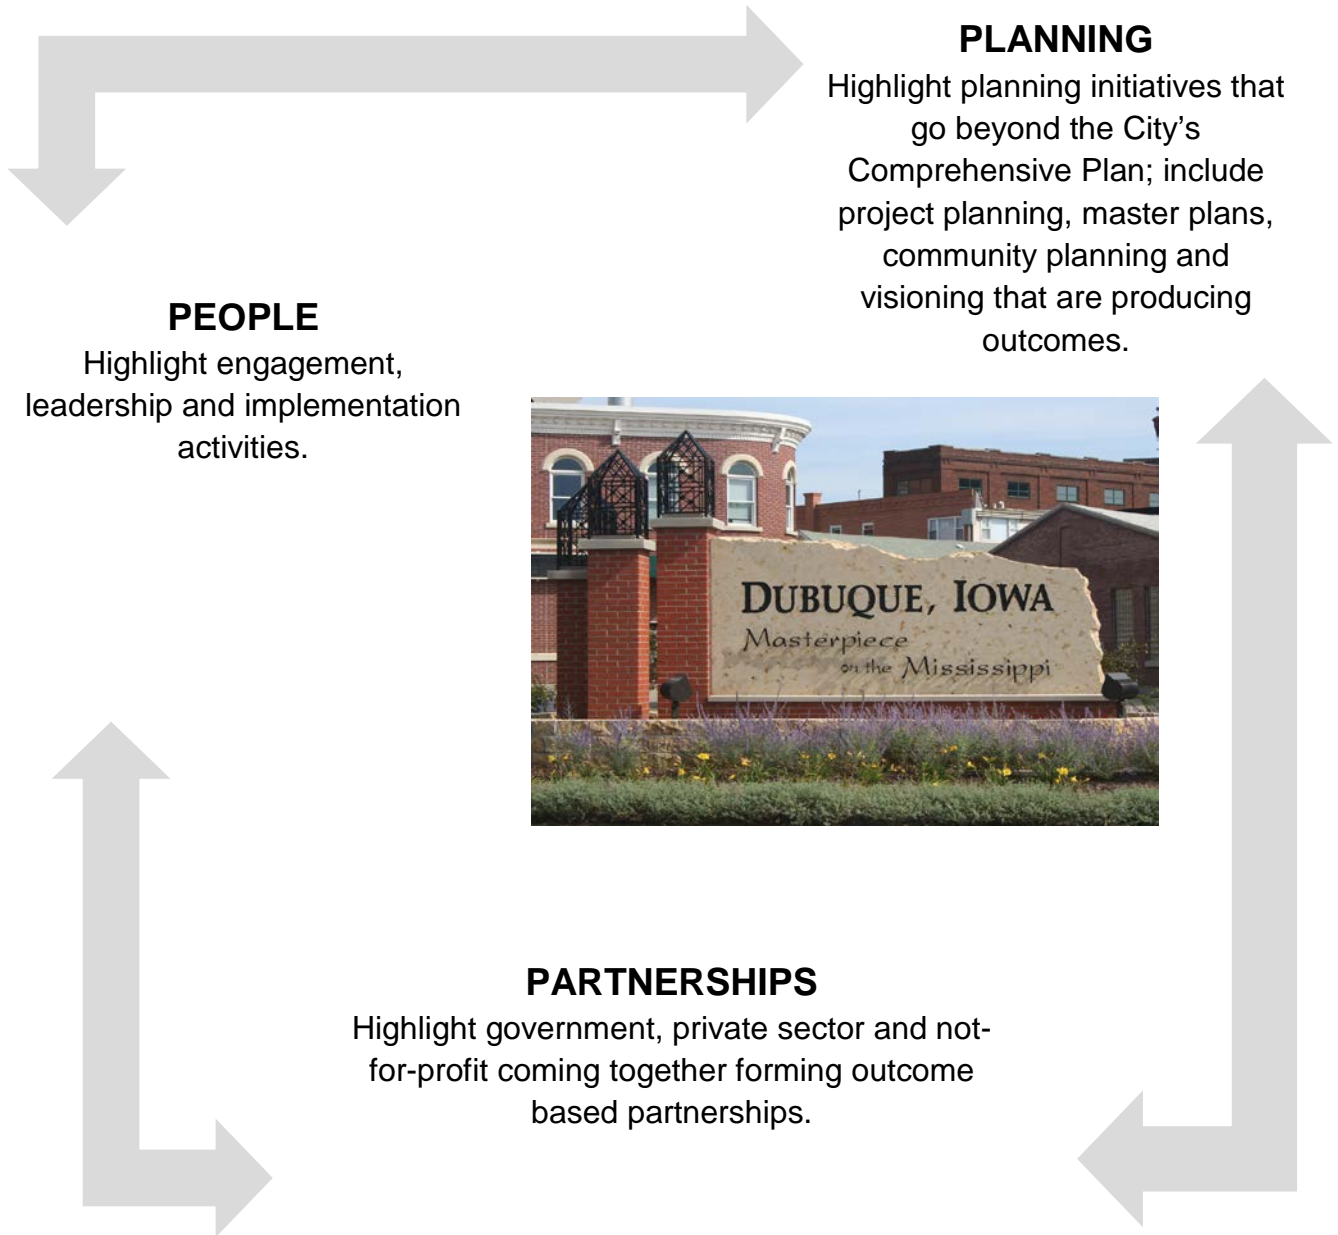 PLANNING
Highlight planning initiatives that
go beyond the City's
Comprehensive Plan; include
project planning, master plans,
community planning and
visioning that are producing
outcomes.
PEOPLE
Highlight engagement,
leadership and implementation
activities.
DUBUQUE, IOWA
Masterpiece
on the Mississippi
PARTNERSHIPS
Highlight government, private sector and not-
for-profit coming together forming outcome
based partnerships.